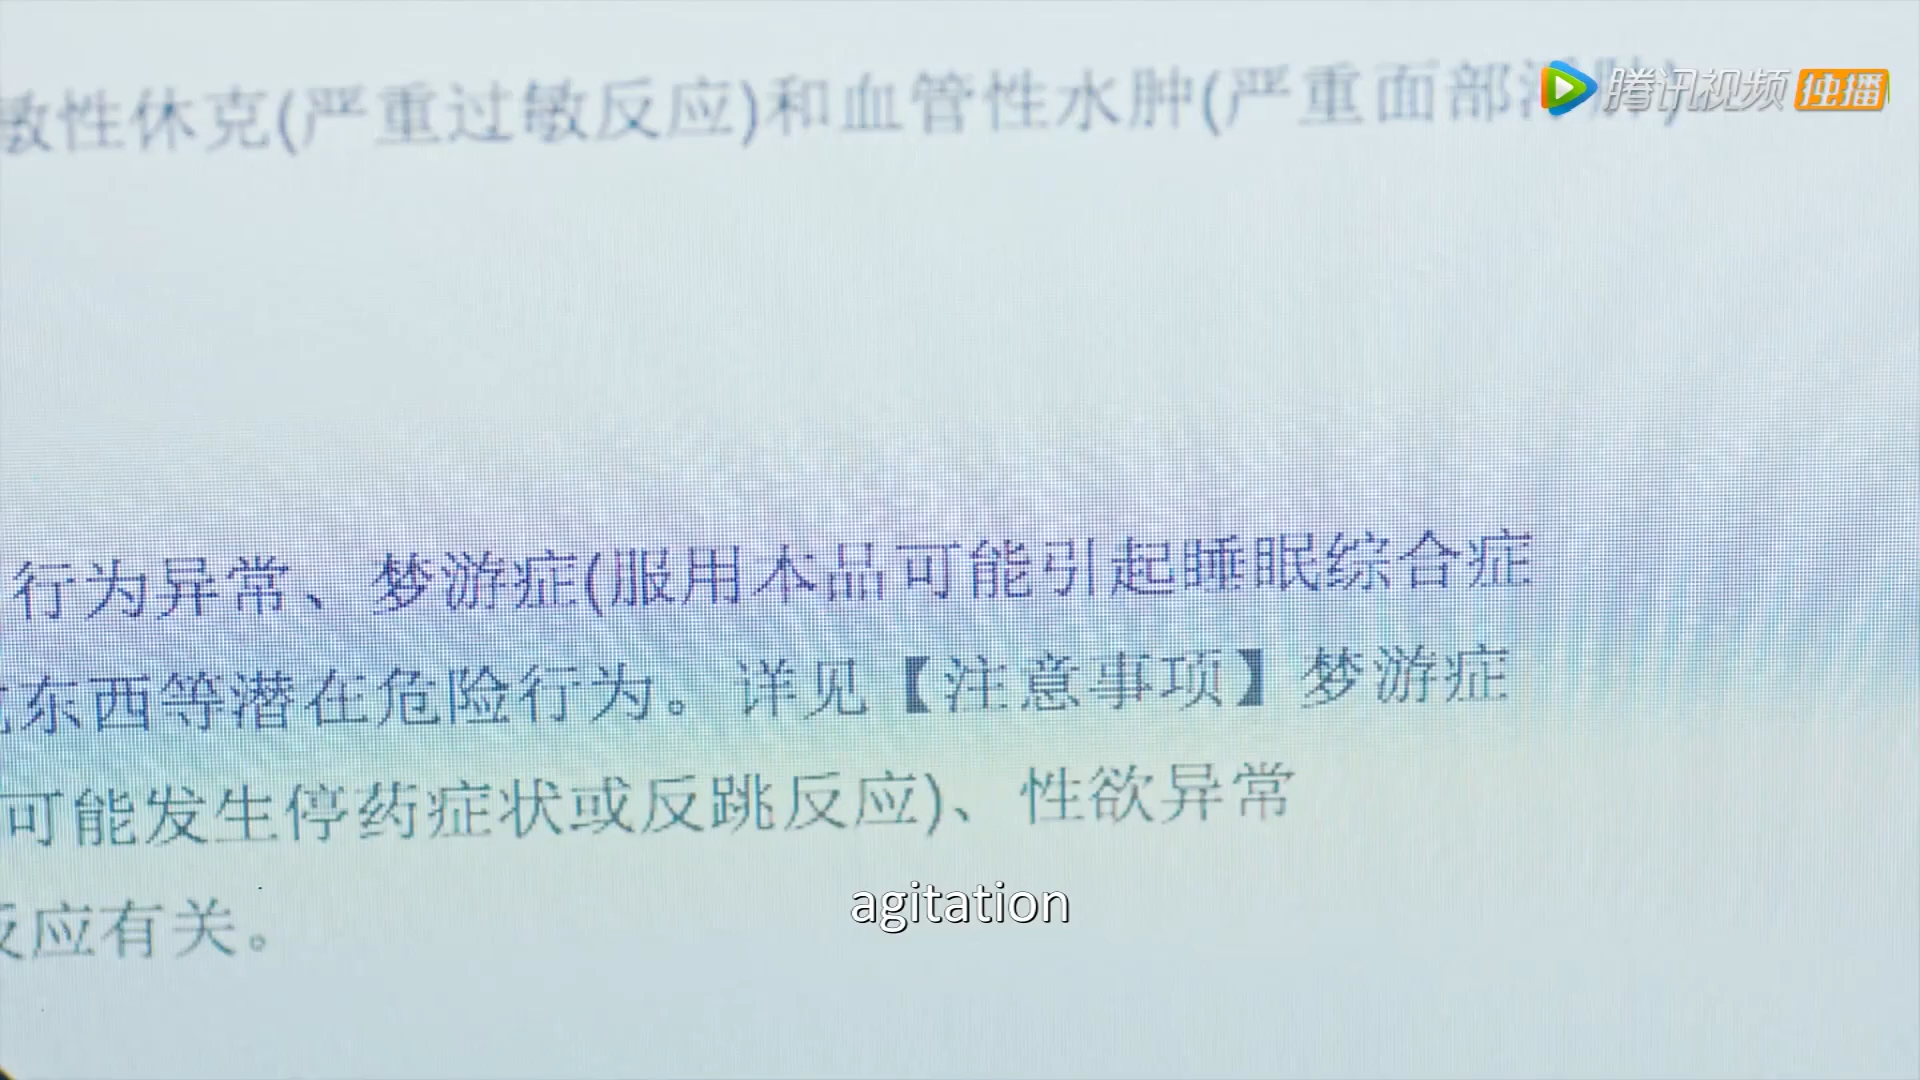 敏性休克(严重过敏反应)和血管性水肿(严重面部
腾讯视频 独播
行为异常、梦游症(服用本品可能引起睡眠综合症
东西等潜在危险行为。详见【注意事项】梦游症
可能发生停药症状或反跳反应)、性欲异常
反应有关。
agitation